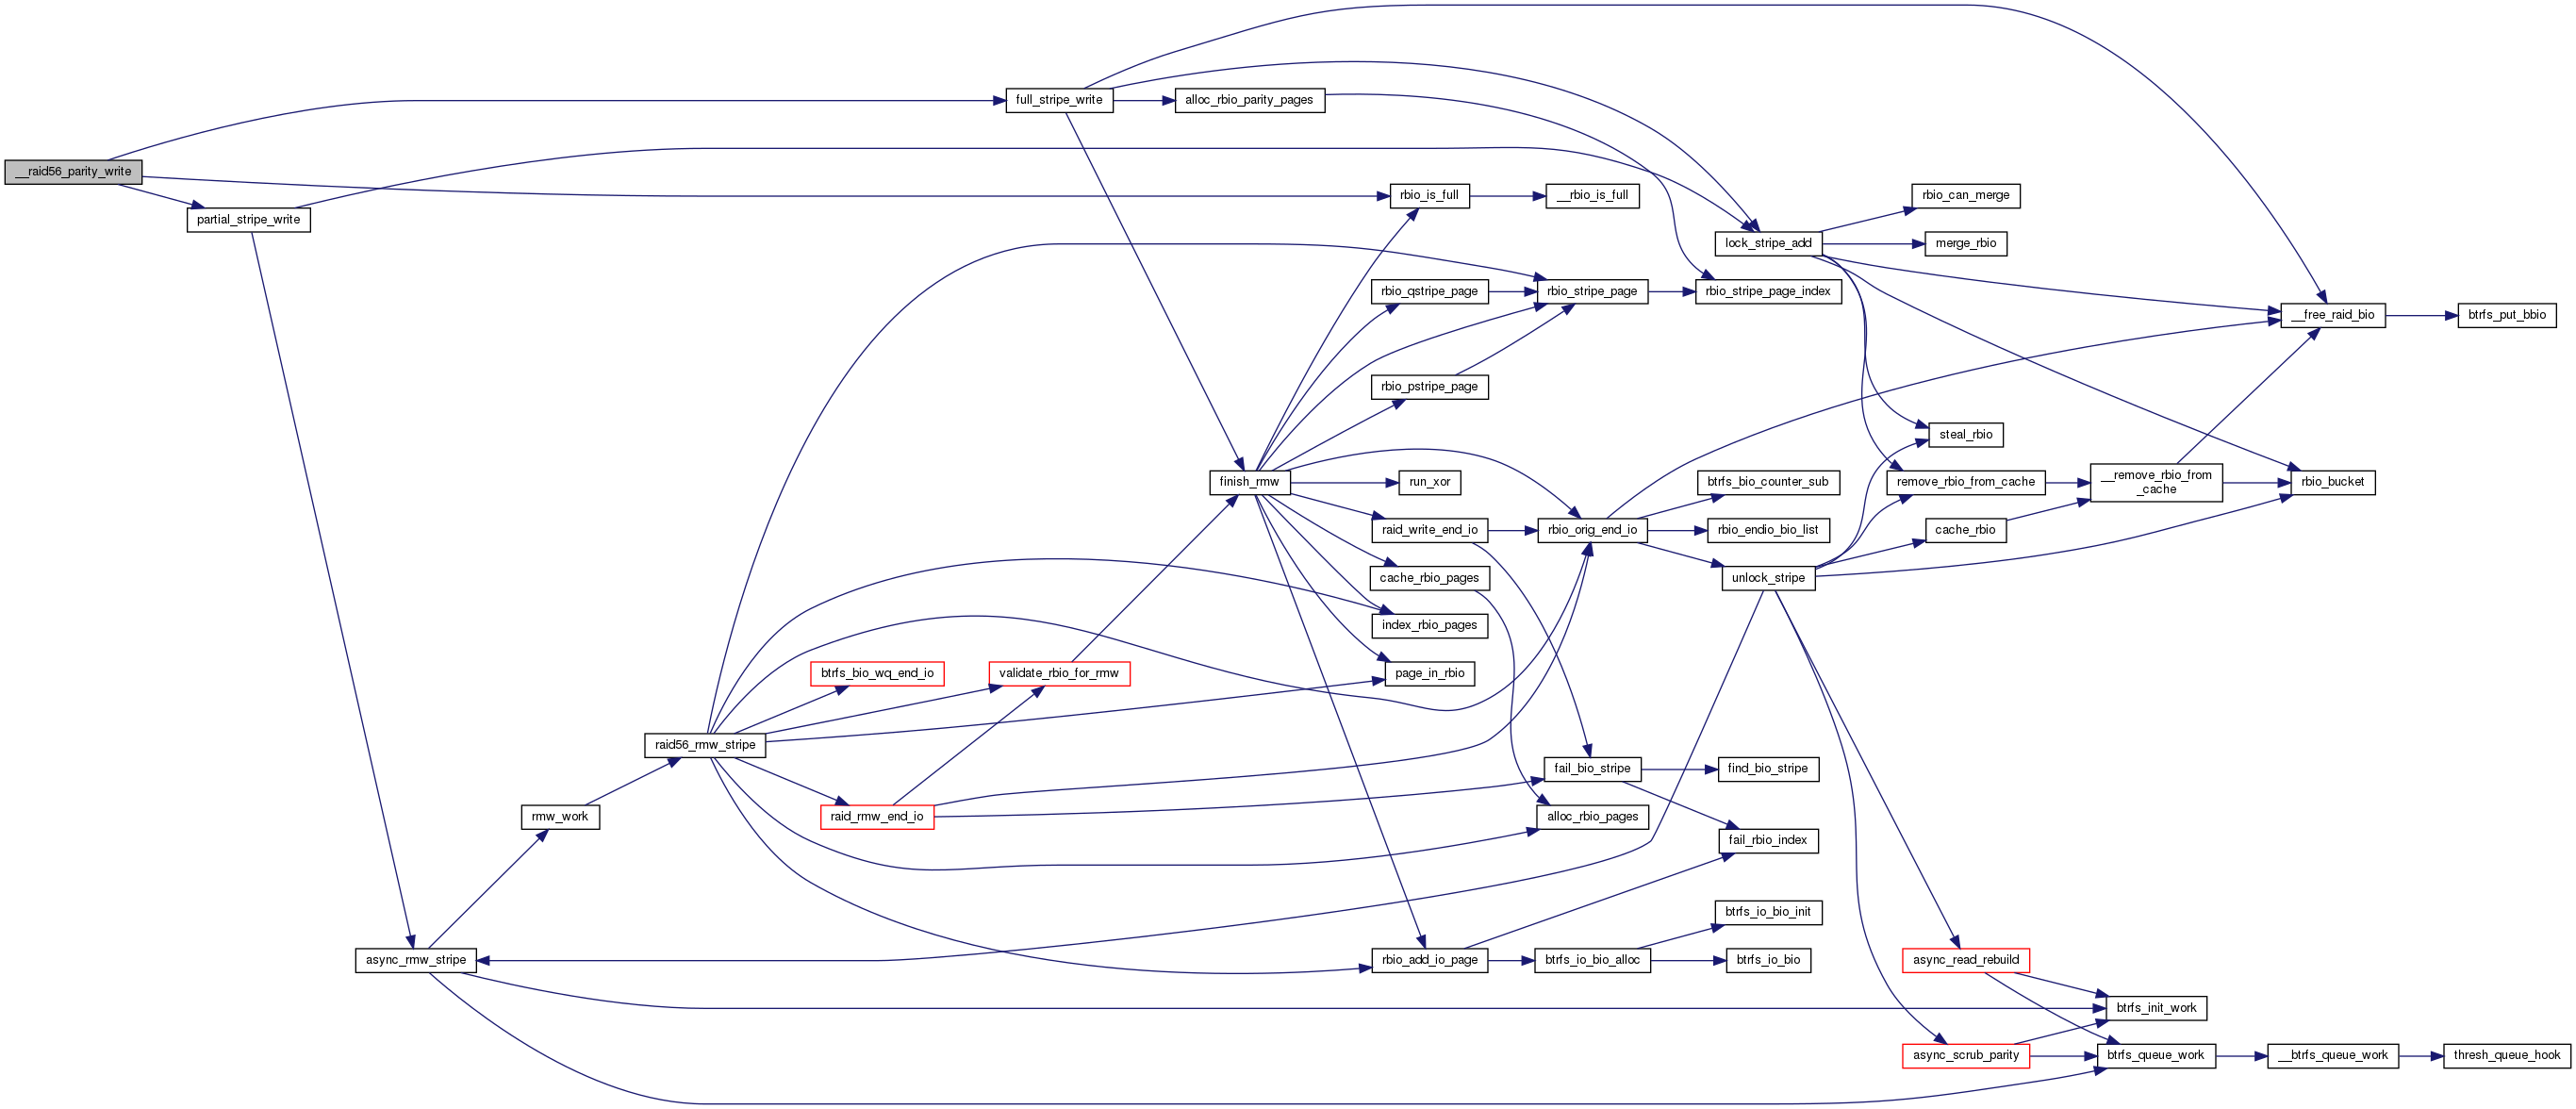 __raid56_parity_write
partial_stripe_write
async_rmw_stripe
rmw_work
raid56_rmw_stripe
btrfs_bio_wq_end_io
raid_rmw_end_io
validate_rbio_for_rmw
full_stripe_write
alloc_rbio_parity_pages
finish_rmw
rbio_is_full
__rbio_is_full
rbio_qstripe_page
rbio_stripe_page
rbio_stripe_page_index
rbio_pstripe_page
run_xor
raid_write_end_io
rbio_orig_end_io
cache_rbio_pages
index_rbio_pages
page_in_rbio
fail_bio_stripe
find_bio_stripe
alloc_rbio_pages
fail_rbio_index
rbio_add_io_page
btrfs_io_bio_alloc
btrfs_io_bio_init
btrfs_io_bio
lock_stripe_add
rbio_can_merge
merge_rbio
btrfs_bio_counter_sub
rbio_endio_bio_list
unlock_stripe
steal_rbio
remove_rbio_from_cache
cache_rbio
__remove_rbio_from
_cache
__free_raid_bio
btrfs_put_bbio
rbio_bucket
async_read_rebuild
async_scrub_parity
btrfs_init_work
btrfs_queue_work
__btrfs_queue_work
thresh_queue_hook